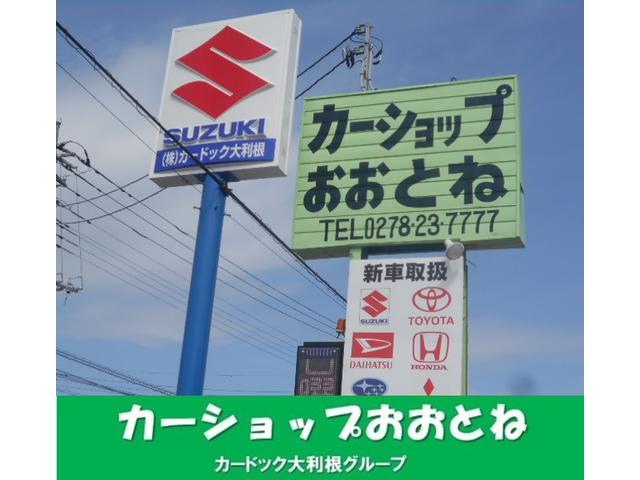 SUZUKI
(株)カードック大利根
カーショップ
おおとね
TEL0278-23-7777
新車取扱
SUZUKI
TOYOTA
DAIHATSU
HONDA
カーショップおおとね
カードック大利根グループ